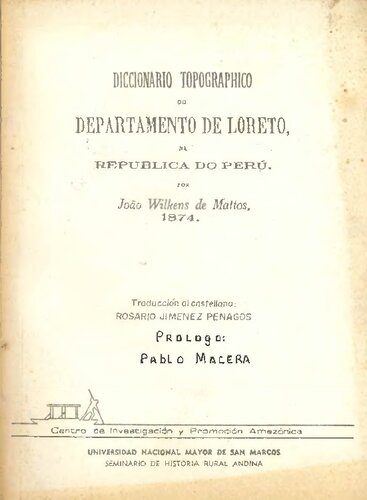 DICCIONARIO TOPOGRAPHICO
DO
DEPARTAMENTO DE LORETO,
NA
REPUBLICA DO PERÚ.
POR
João Wilkens de Mattos.
1874.
Traducción al castellano:
ROSARIO JIMENEZ PENAGOS
PROLOGO:
PABLO MACERA
Centro de Investigación y Promoción Amazónica
UNIVERSIDAD NACIONAL MAYOR DE SAN MARCOS
SEMINARIO DE HISTORIA RURAL ANDINA